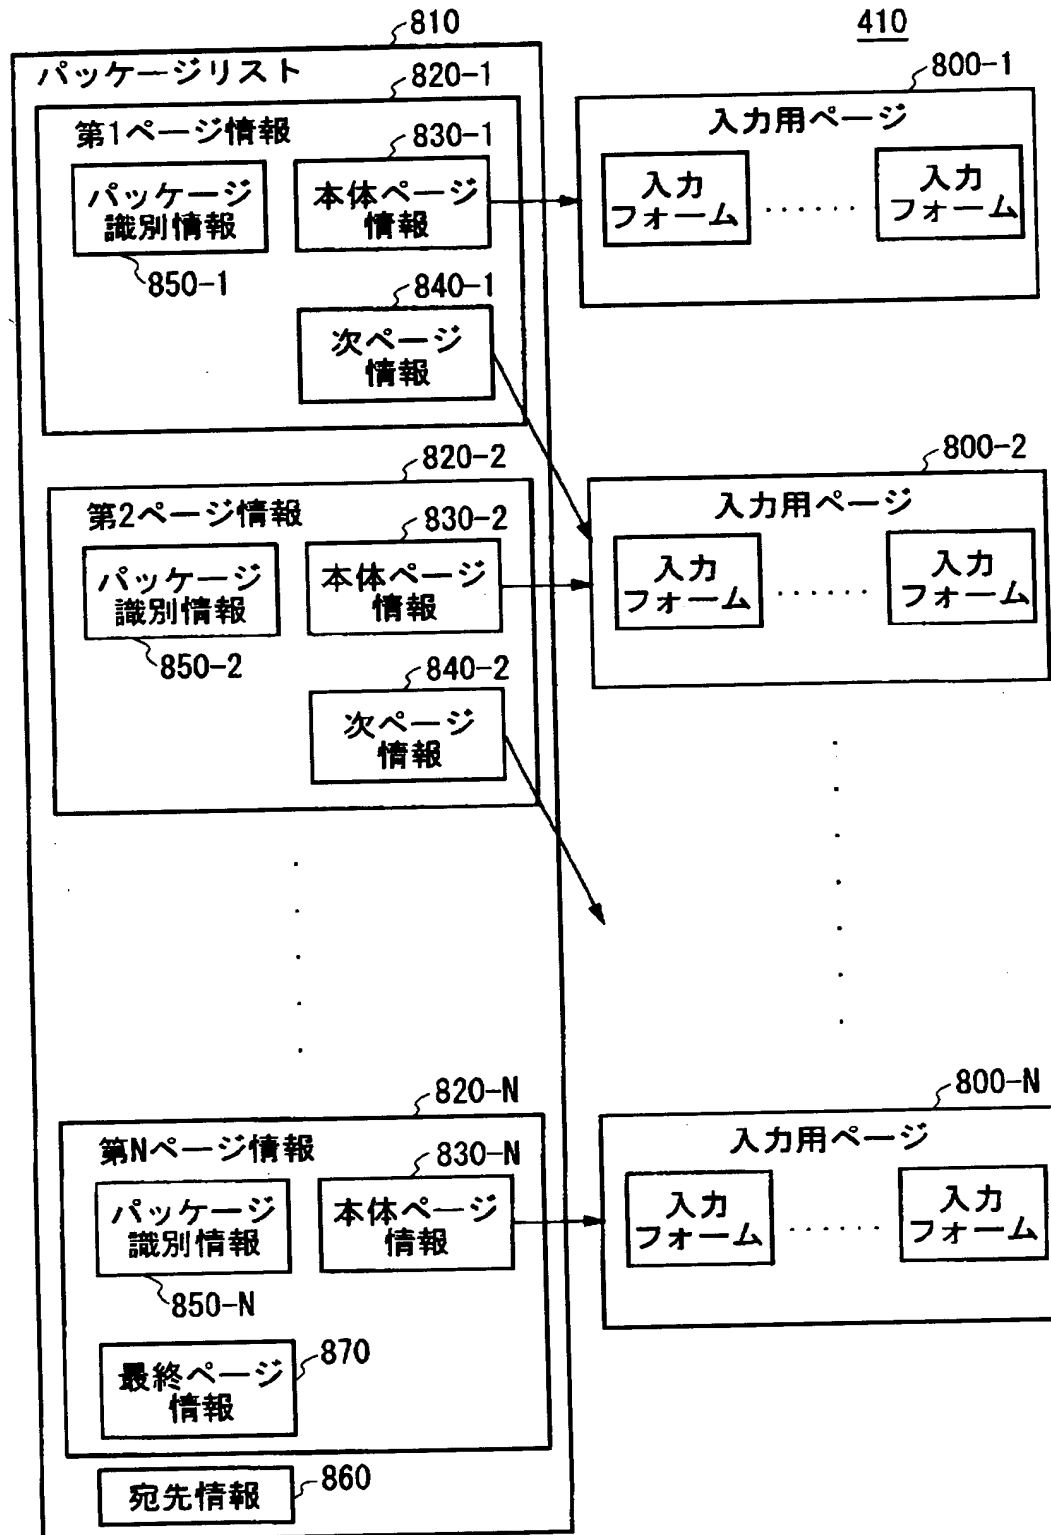 810
410
パッケージリスト
820-1
800-1
第1ページ情報
830-1
入力用ページ
パッケージ
識別情報
本体ページ
情報
入力
フォーム
......
入力
フォーム
850-1
840-1
次ページ
情報
820-2
800-2
第2ページ情報
830-2
入力用ページ
パッケージ
識別情報
本体ページ
情報
入力
フォーム
......
入力
フォーム
850-2
840-2
次ページ
情報
820-N
800-N
第Nページ情報
830-N
入力用ページ
パッケージ
識別情報
本体ページ
情報
入力
フォーム
......
入力
フォーム
850-N
870
最終ページ
情報
宛先情報
860